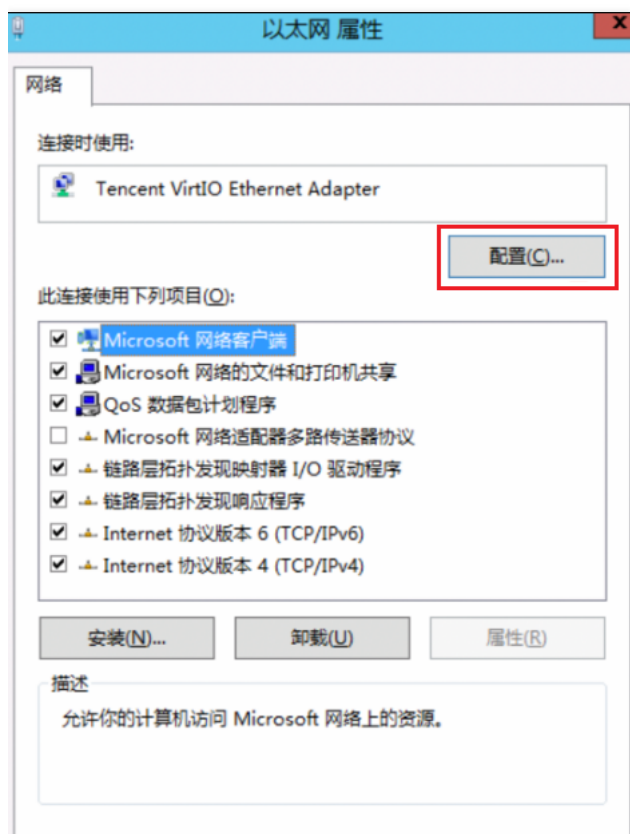 以太网 属性
x
网络
连接时使用:
Tencent VirtIO Ethernet Adapter
配置(C)...
此连接使用下列项目(O):
Microsoft 网络客户端
Microsoft 网络的文件和打印机共享
QoS 数据包计划程序
Microsoft 网络适配器多路传送器协议
链路层拓扑发现映射器 I/O 驱动程序
链路层拓扑发现响应程序
Internet 协议版本 6 (TCP/IPv6)
Internet 协议版本 4 (TCP/IPv4)
安装(N)... 卸载(U) 属性(R)
描述
允许你的计算机访问 Microsoft 网络上的资源。